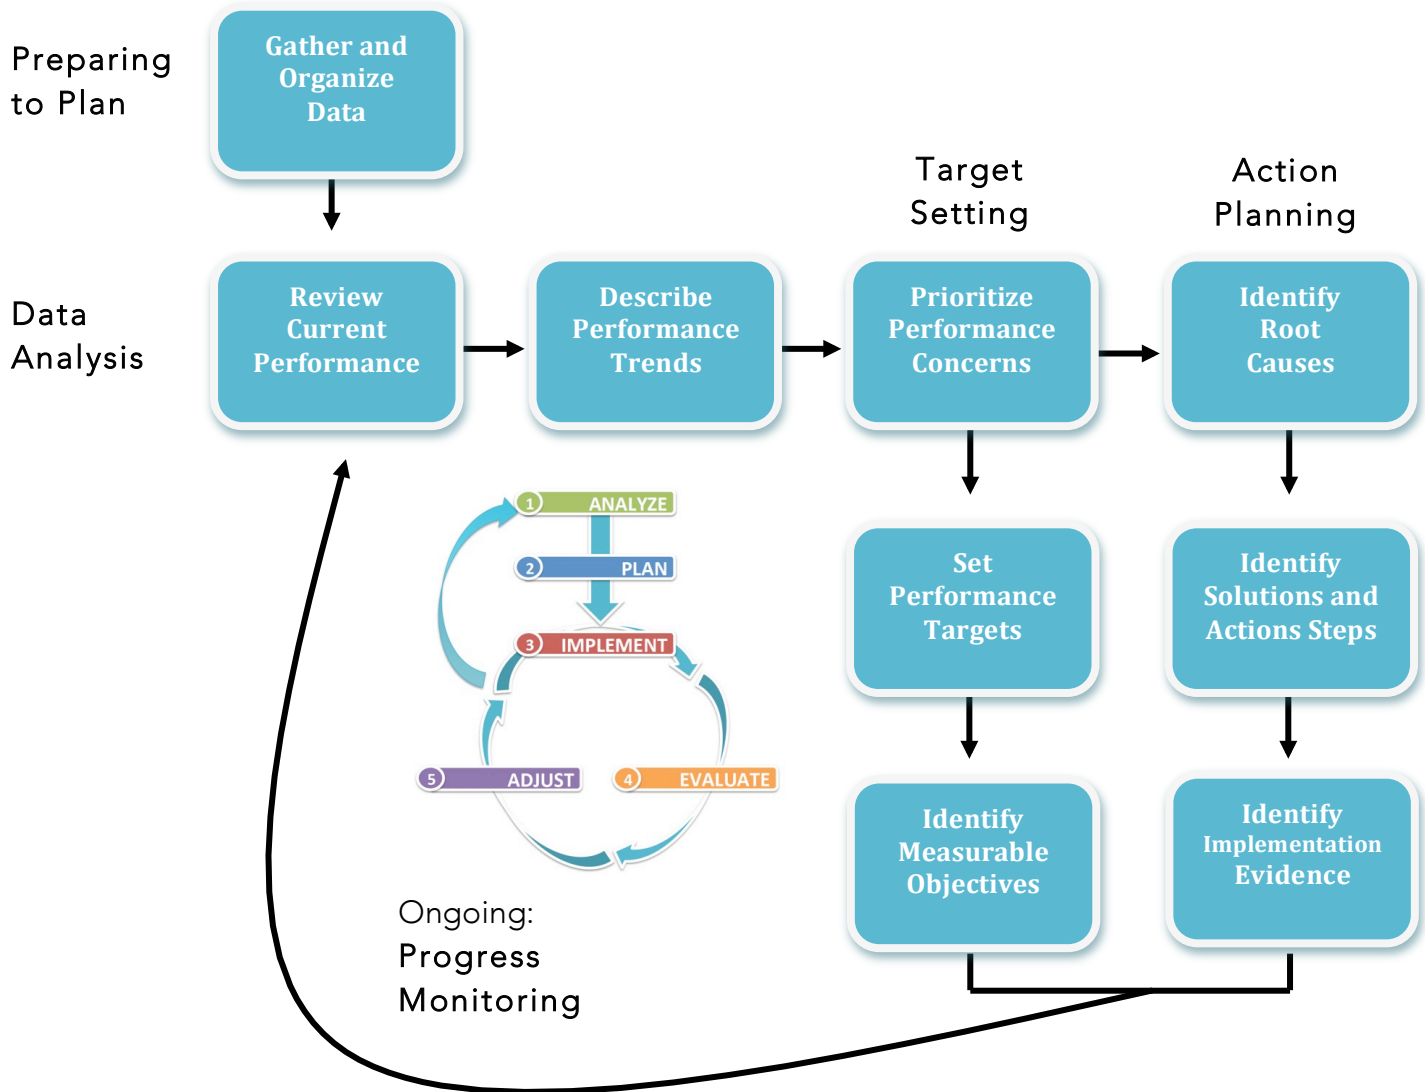 Preparing
to Plan
Gather and
Organize
Data
Target
Setting
Action
Planning
Data
Analysis
Review
Current
Performance
Describe
Performance
Trends
Prioritize
Performance
Concerns
Identify
Root
Causes
1 ANALYZE
2 PLAN
3 IMPLEMENT
5 ADJUST
4 EVALUATE
Set
Performance
Targets
Identify
Solutions and
Actions Steps
Identify
Measurable
Objectives
Identify
Implementation
Evidence
Ongoing:
Progress
Monitoring